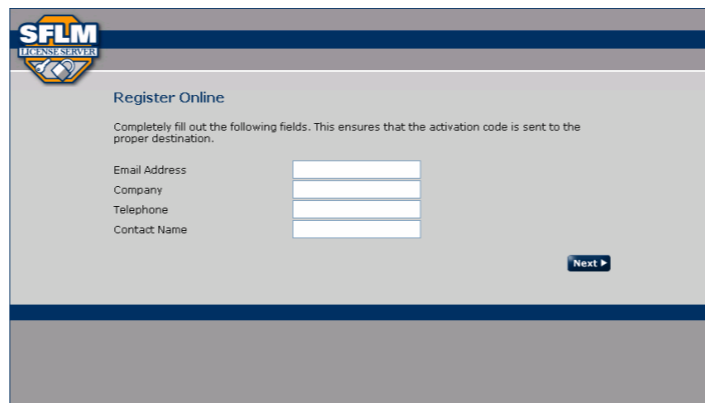 SFLM
LICENSE SERVER
Register Online
Completely fill out the following fields. This ensures that the activation code is sent to the
proper destination.
Email Address
Company
Telephone
Contact Name
Next